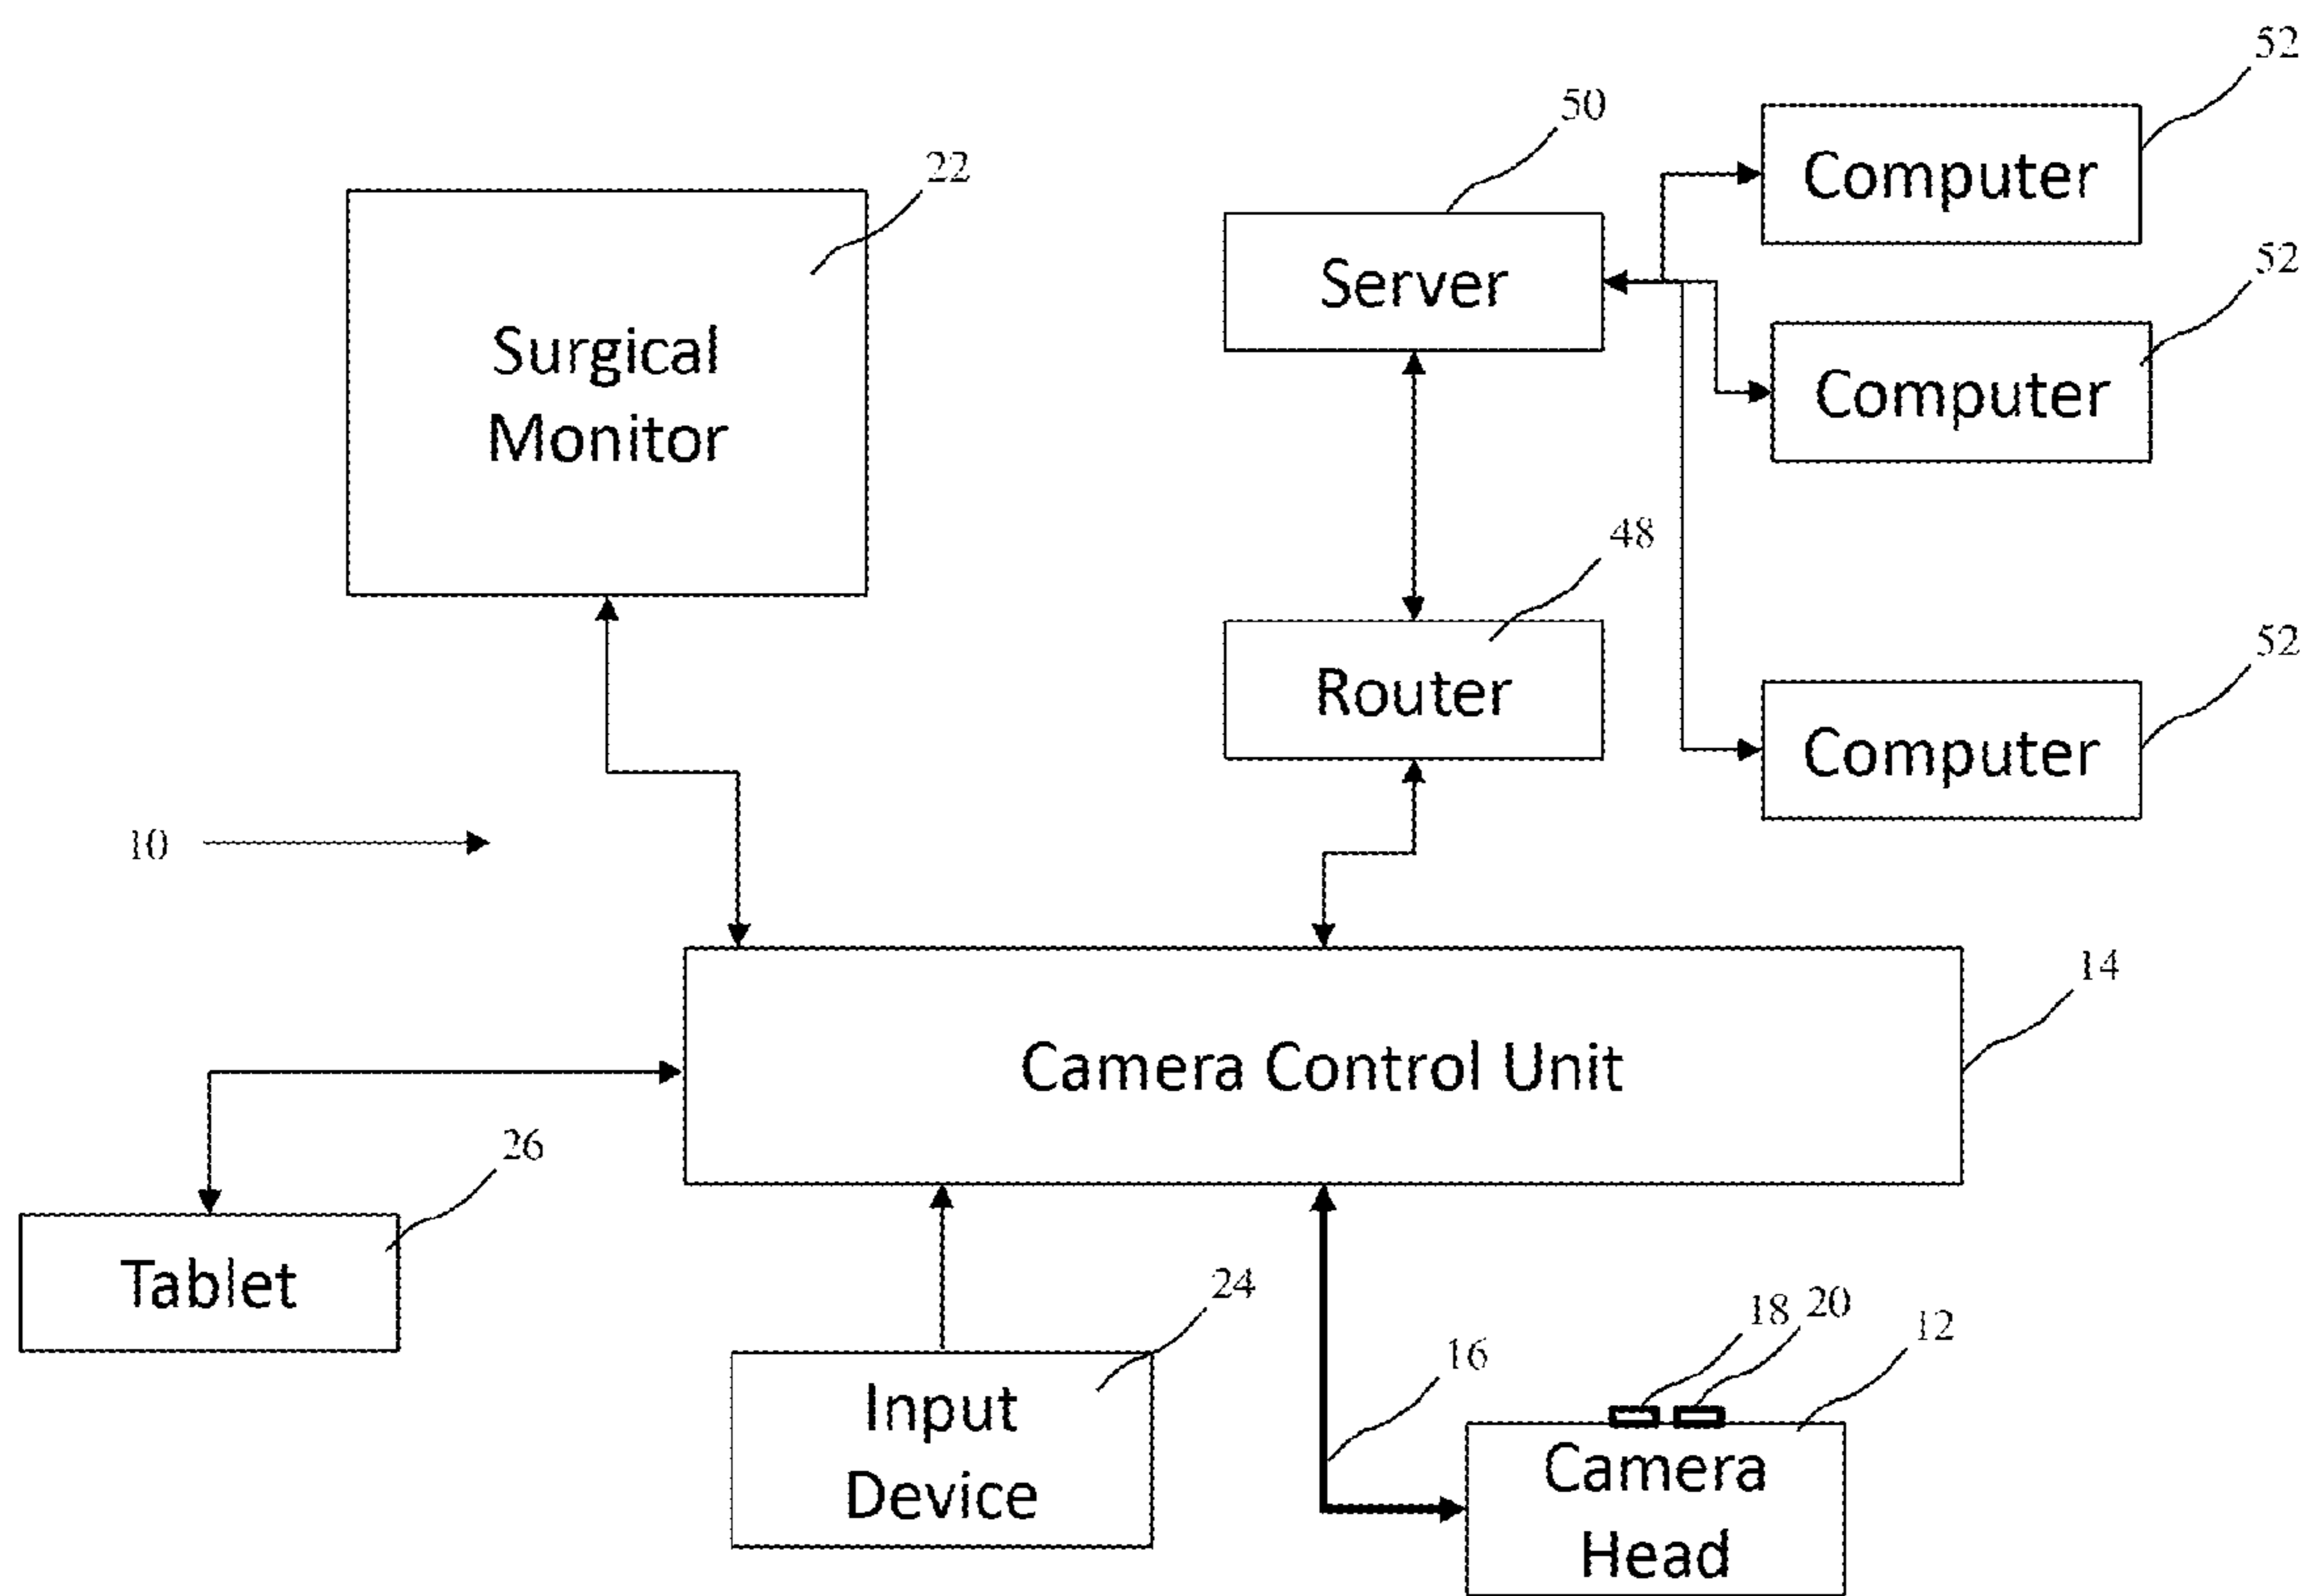 52
50
Computer
22
Server
52
Surgical
Monitor
Computer
48
Router
52
Computer
10
14
Camera Control Unit
26
Tablet
24
18
20
12
16
Input
Device
Camera
Head